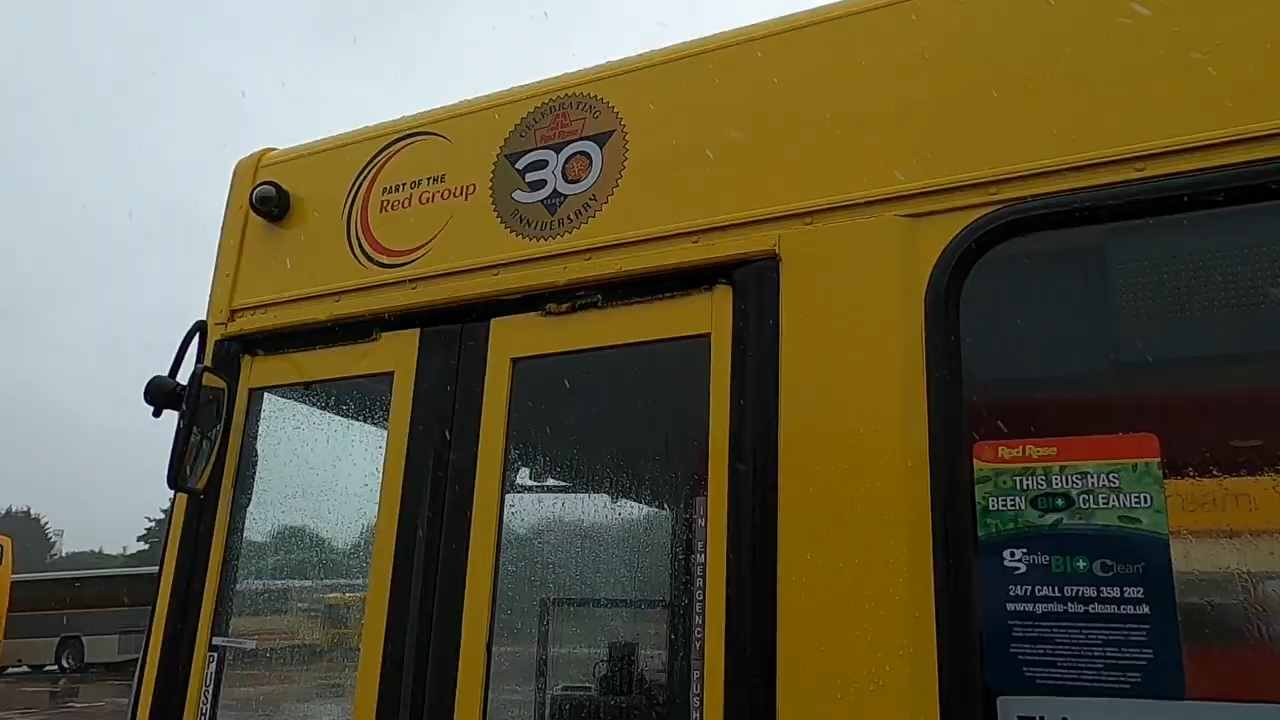 PART OF THE
Red Group
CELEBRATING
Red Rose
30
YEARS
ANNIVERSARY
IN EMERGENCY PUSH
PUSH
Red Rose
THIS BUS HAS
BEEN BIO+ CLEANED
genie BIO+ Clean
24/7 CALL 07796 358 202
www.genie-bio-clean.co.uk